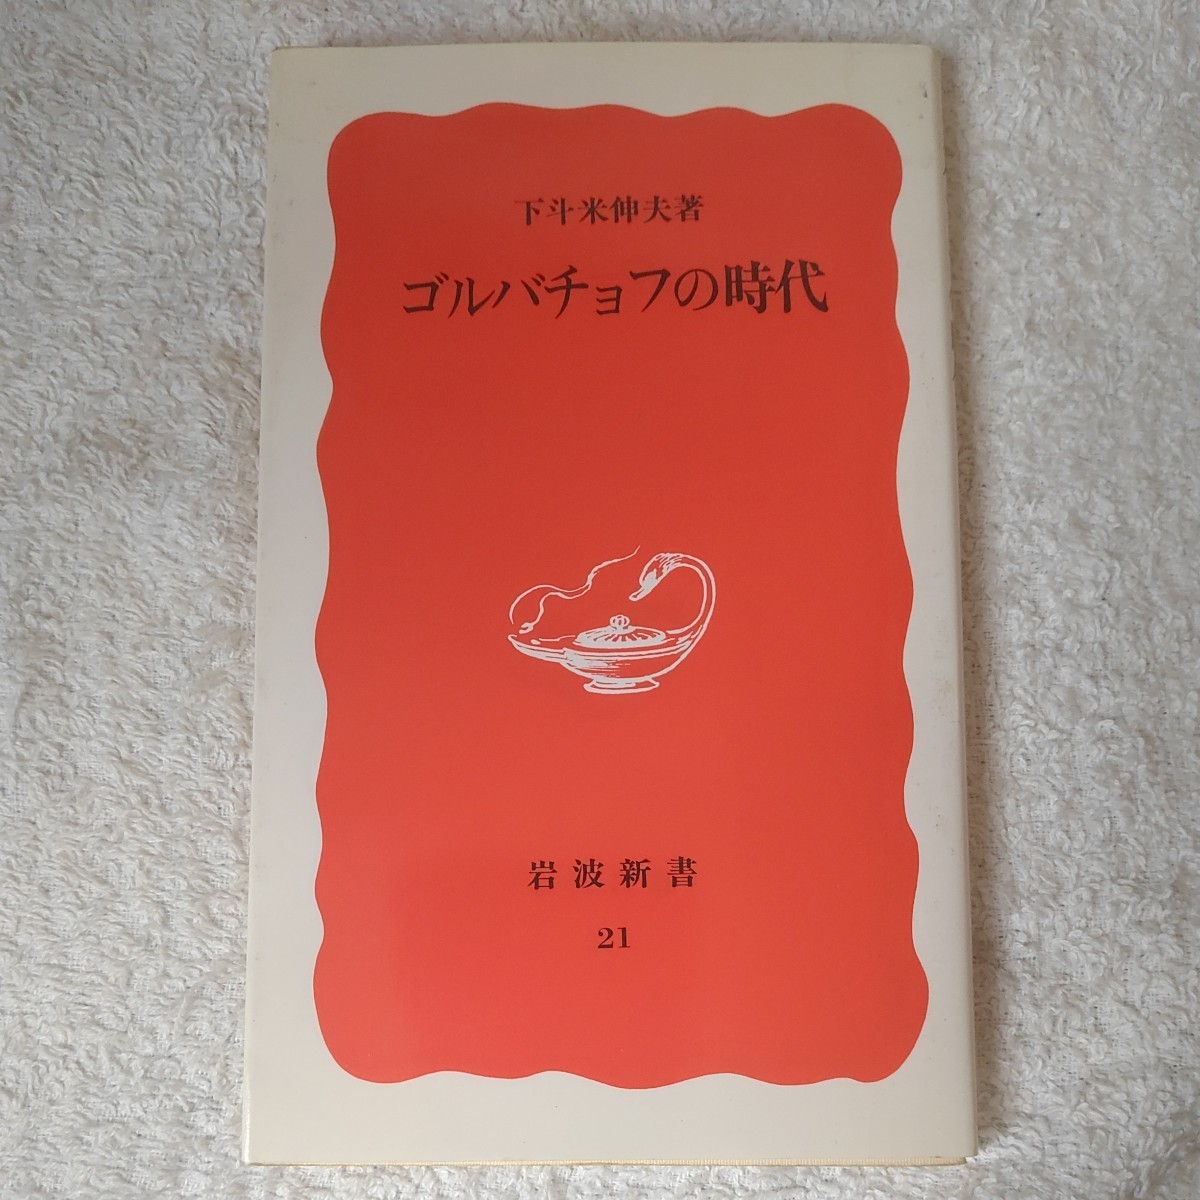 下斗米伸夫著
ゴルバチョフの時代
岩波新書
21